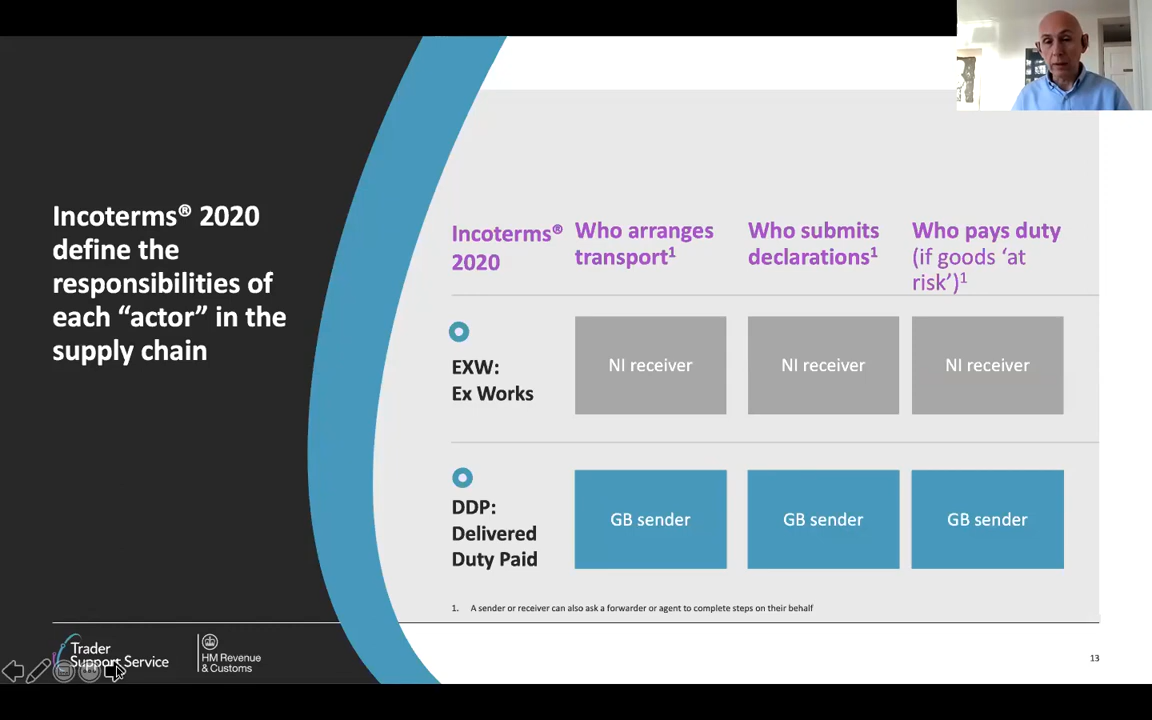 Incoterms® 2020
define the
responsibilities of
each “actor” in the
supply chain
Incoterms®
2020
Who arranges
transport¹
Who submits
declarations¹
Who pays duty
(if goods ‘at
risk’)¹
EXW:
Ex Works
NI receiver
NI receiver
NI receiver
DDP:
Delivered
Duty Paid
GB sender
GB sender
GB sender
1. A sender or receiver can also ask a forwarder or agent to complete steps on their behalf
Trader
Support Service
HM Revenue
& Customs
13